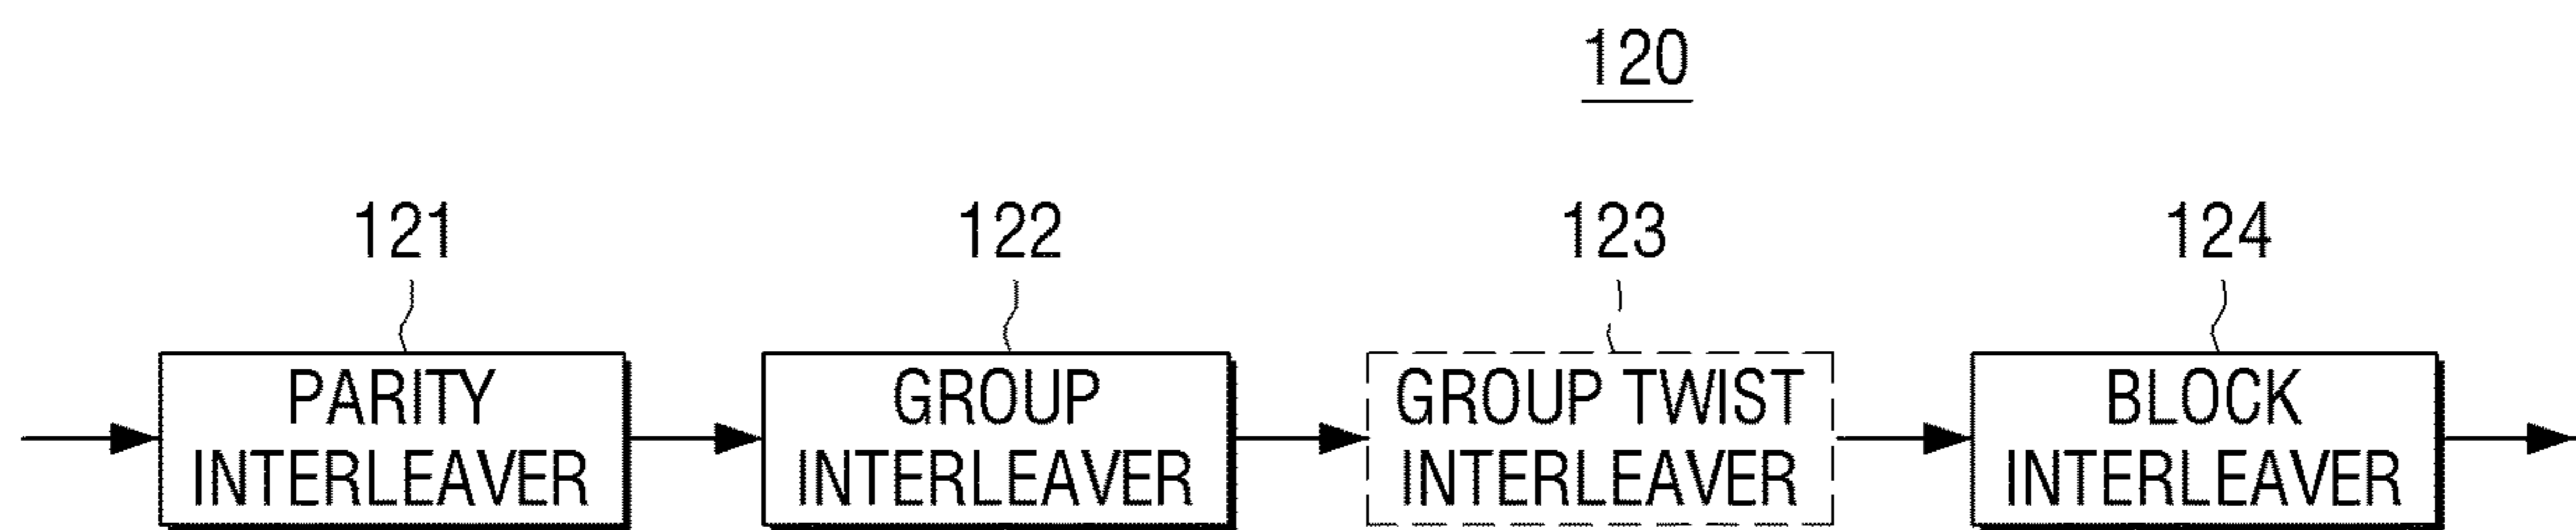 120
121
122
123
124
PARITY
INTERLEAVER
GROUP
INTERLEAVER
GROUP TWIST
INTERLEAVER
BLOCK
INTERLEAVER